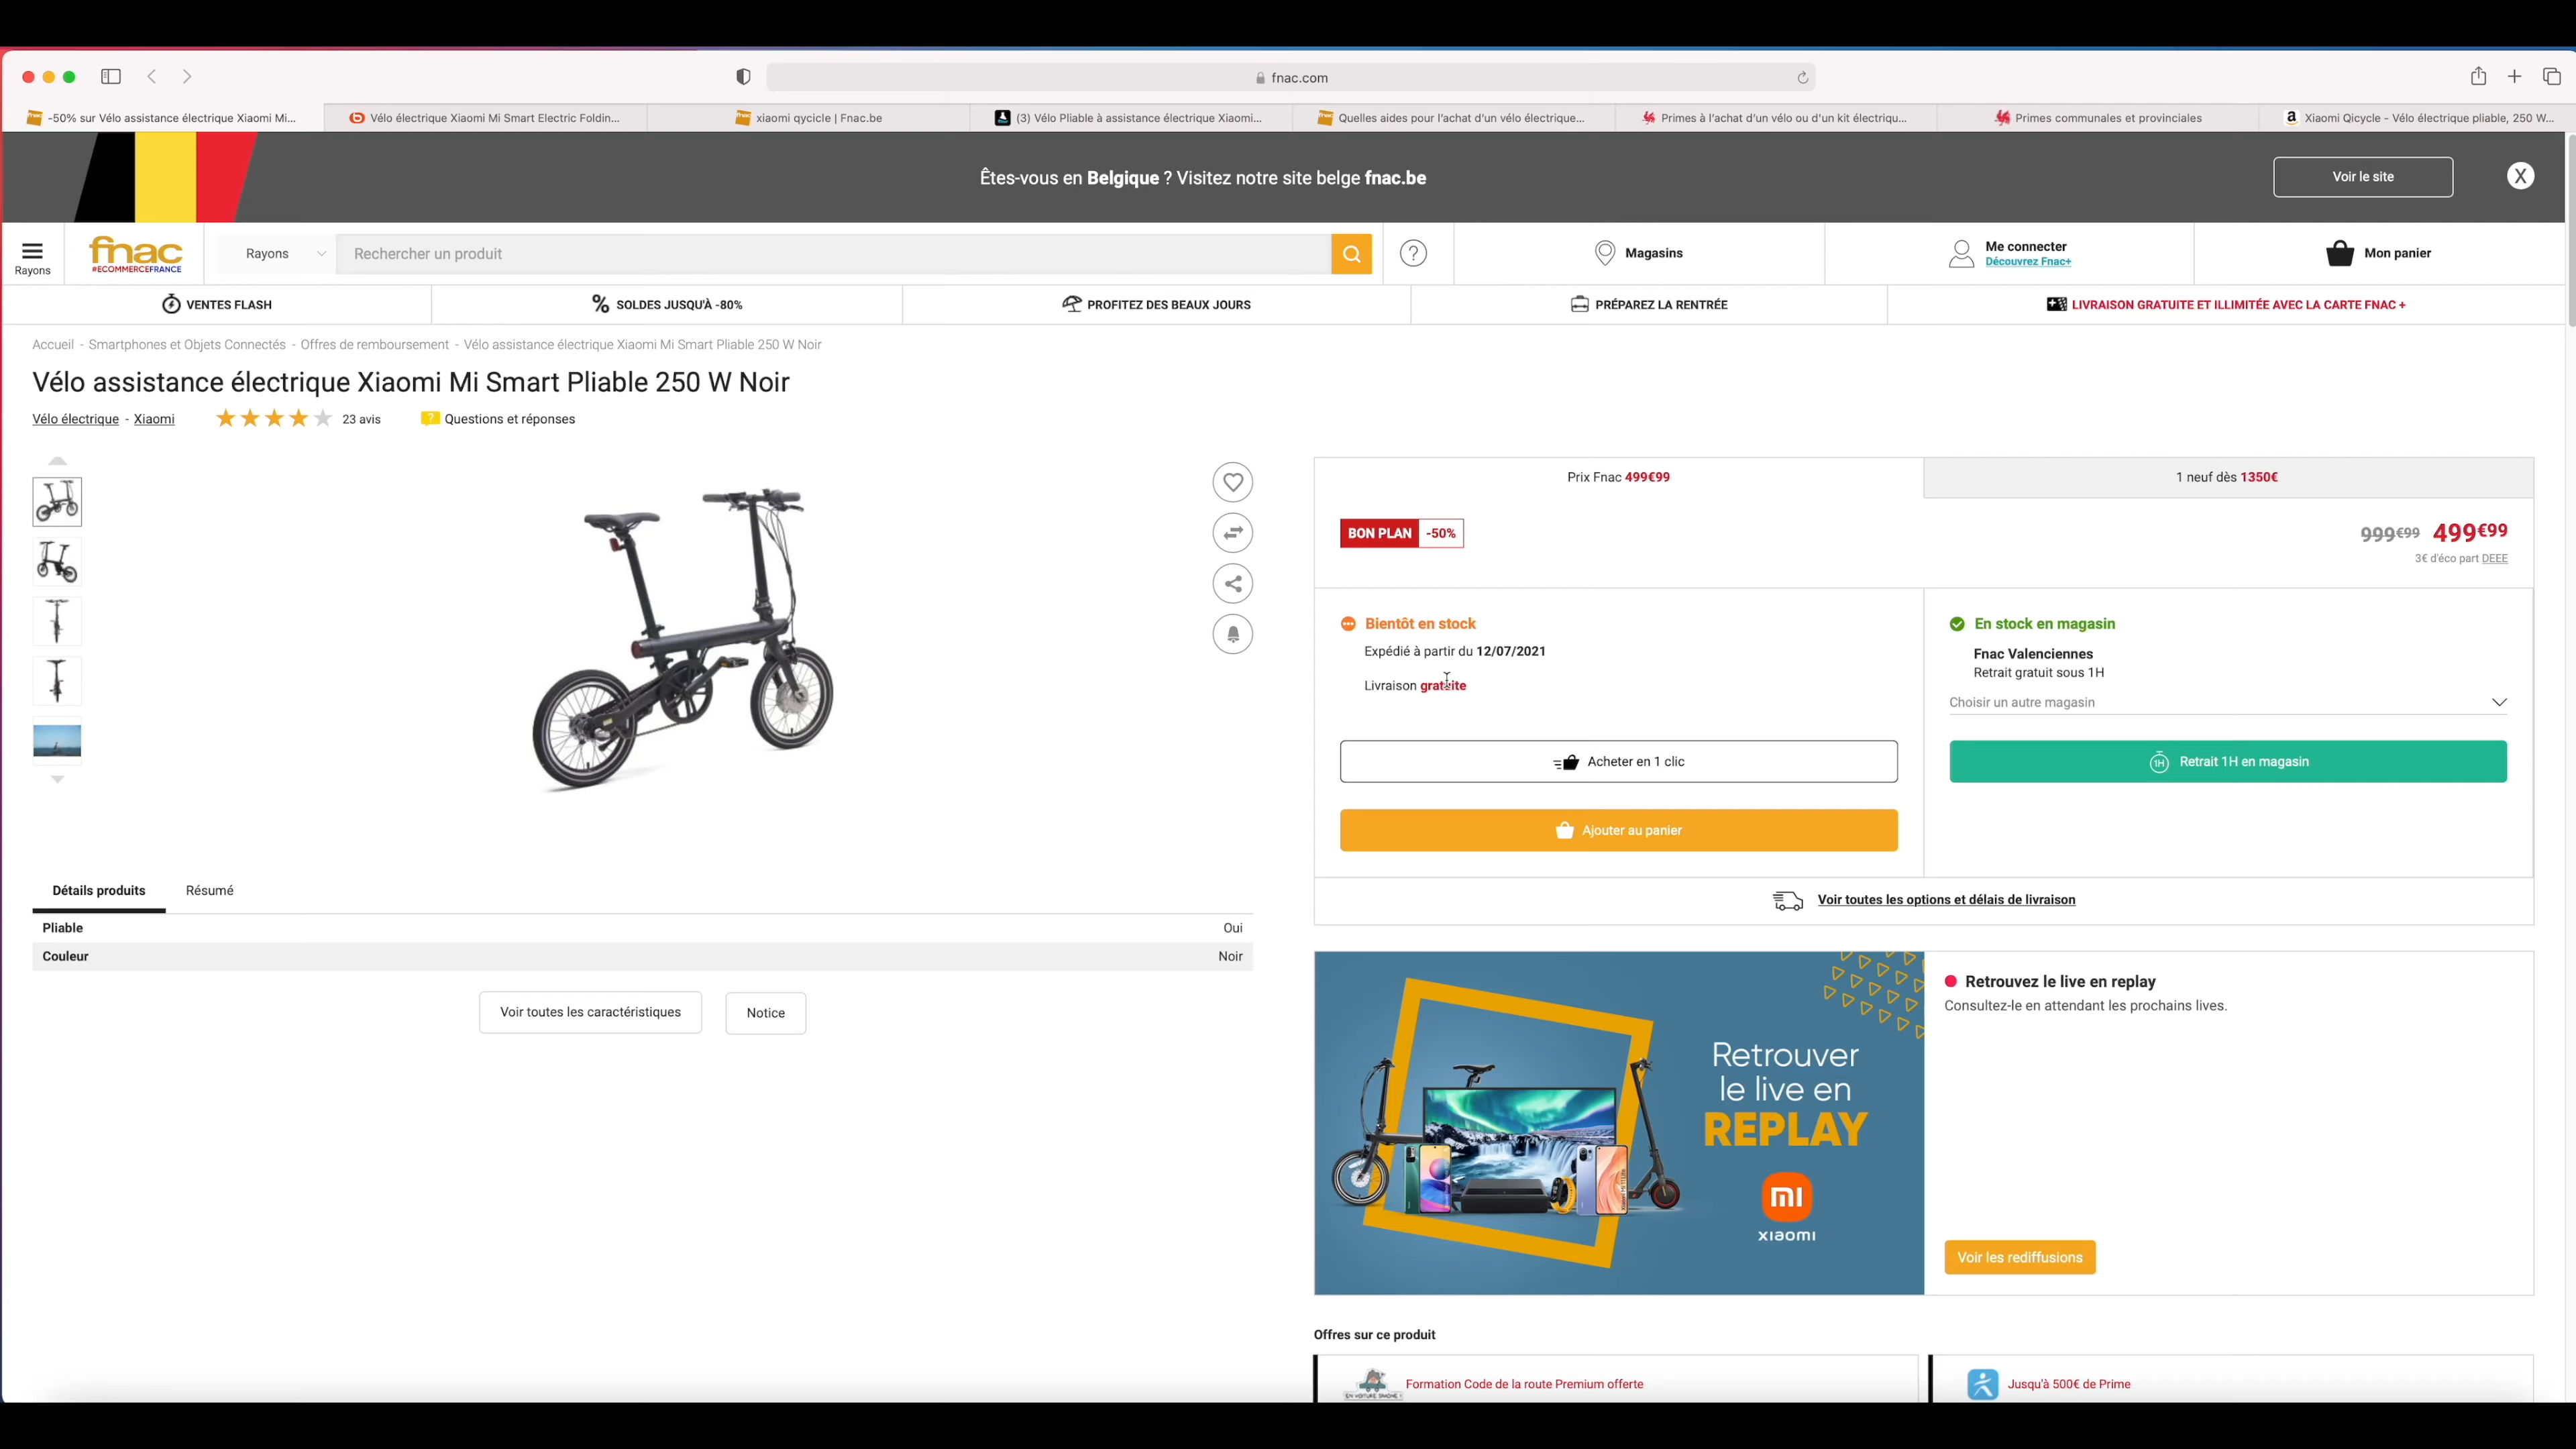 fnac.com
-50% sur Vélo assistance électrique Xiaomi Mi...
Vélo électrique Xiaomi Mi Smart Electric Foldin...
xiaomi qycicle | Fnac.be
(3) Vélo Pliable à assistance électrique Xiaomi...
Quelles aides pour l'achat d'un vélo électrique...
Primes à l'achat d'un vélo ou d'un kit électriqu...
Primes communales et provinciales
Xiaomi Qicycle - Vélo électrique pliable, 250 W...
Êtes-vous en Belgique ? Visitez notre site belge fnac.be
Voir le site
X
Rayons
fnac
#ECOMMERCEFRANCE
Rayons
Rechercher un produit
?
Magasins
Me connecter
Découvrez Fnac+
Mon panier
VENTES FLASH
% SOLDES JUSQU'À -80%
PROFITEZ DES BEAUX JOURS
PRÉPAREZ LA RENTRÉE
LIVRAISON GRATUITE ET ILLIMITÉE AVEC LA CARTE FNAC +
Accueil - Smartphones et Objets Connectés - Offres de remboursement - Vélo assistance électrique Xiaomi Mi Smart Pliable 250 W Noir
Vélo assistance électrique Xiaomi Mi Smart Pliable 250 W Noir
Vélo électrique - Xiaomi
23 avis
? Questions et réponses
Prix Fnac 499€99
1 neuf dès 1350€
BON PLAN -50%
999€99 499€99
3€ d'éco part DEEE
Bientôt en stock
Expédié à partir du 12/07/2021
Livraison gratuite
Acheter en 1 clic
Ajouter au panier
En stock en magasin
Fnac Valenciennes
Retrait gratuit sous 1H
Choisir un autre magasin
1H Retrait 1H en magasin
Voir toutes les options et délais de livraison
Détails produits
Résumé
Pliable Oui
Couleur Noir
Voir toutes les caractéristiques
Notice
Retrouver
le live en
REPLAY
mi
xiaomi
Retrouvez le live en replay
Consultez-le en attendant les prochains lives.
Voir les rediffusions
Offres sur ce produit
EN VOITURE SIMONE !
Formation Code de la route Premium offerte
Jusqu'à 500€ de Prime